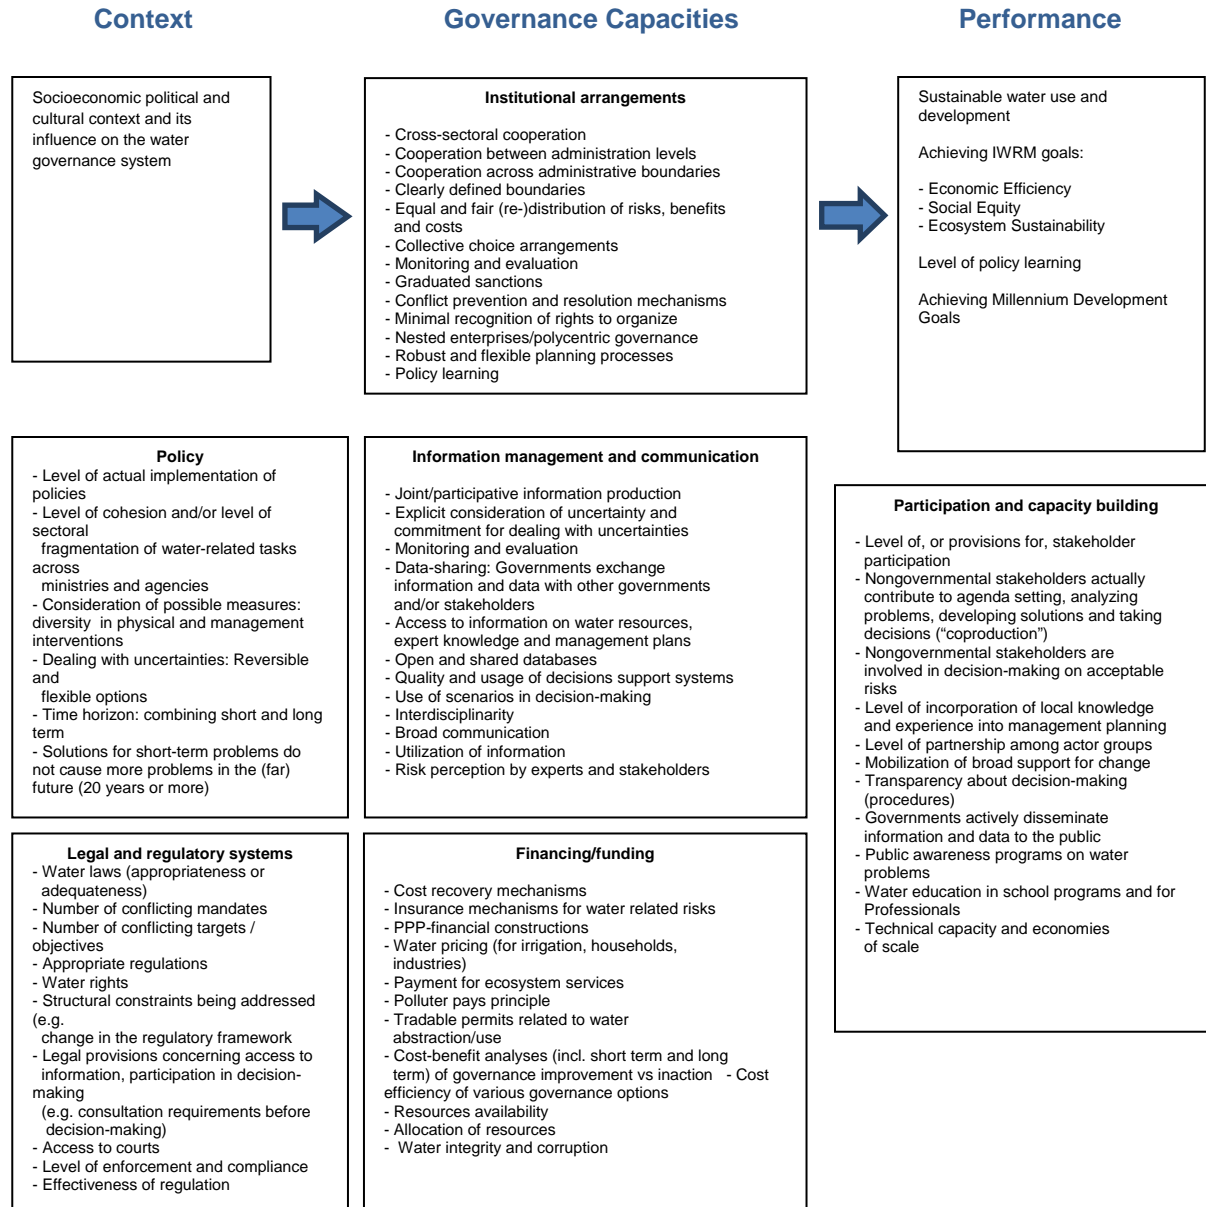 Context
Governance Capacities
Performance
Socioeconomic political and
cultural context and its
influence on the water
governance system
Institutional arrangements
- Cross-sectoral cooperation
- Cooperation between administration levels
- Cooperation across administrative boundaries
- Clearly defined boundaries
- Equal and fair (re-)distribution of risks, benefits
and costs
- Collective choice arrangements
- Monitoring and evaluation
- Graduated sanctions
- Conflict prevention and resolution mechanisms
- Minimal recognition of rights to organize
- Nested enterprises/polycentric governance
- Robust and flexible planning processes
- Policy learning
Sustainable water use and
development
Achieving IWRM goals:
- Economic Efficiency
- Social Equity
- Ecosystem Sustainability
Level of policy learning
Achieving Millennium Development
Goals
Policy
- Level of actual implementation of
policies
- Level of cohesion and/or level of
sectoral
fragmentation of water-related tasks
across
ministries and agencies
- Consideration of possible measures:
diversity in physical and management
interventions
- Dealing with uncertainties: Reversible
and
flexible options
- Time horizon: combining short and long
term
- Solutions for short-term problems do
not cause more problems in the (far)
future (20 years or more)
Information management and communication
- Joint/participative information production
- Explicit consideration of uncertainty and
commitment for dealing with uncertainties
- Monitoring and evaluation
- Data-sharing: Governments exchange
information and data with other governments
and/or stakeholders
- Access to information on water resources,
expert knowledge and management plans
- Open and shared databases
- Quality and usage of decisions support systems
- Use of scenarios in decision-making
- Interdisciplinarity
- Broad communication
- Utilization of information
- Risk perception by experts and stakeholders
Participation and capacity building
- Level of, or provisions for, stakeholder
participation
- Nongovernmental stakeholders actually
contribute to agenda setting, analyzing
problems, developing solutions and taking
decisions (“coproduction”)
- Nongovernmental stakeholders are
involved in decision-making on acceptable
risks
- Level of incorporation of local knowledge
and experience into management planning
- Level of partnership among actor groups
- Mobilization of broad support for change
- Transparency about decision-making
(procedures)
- Governments actively disseminate
information and data to the public
- Public awareness programs on water
problems
- Water education in school programs and for
Professionals
- Technical capacity and economies
of scale
Legal and regulatory systems
- Water laws (appropriateness or
adequateness)
- Number of conflicting mandates
- Number of conflicting targets /
objectives
- Appropriate regulations
- Water rights
- Structural constraints being addressed
(e.g.
change in the regulatory framework
- Legal provisions concerning access to
information, participation in decision-
making
(e.g. consultation requirements before
decision-making)
- Access to courts
- Level of enforcement and compliance
- Effectiveness of regulation
Financing/funding
- Cost recovery mechanisms
- Insurance mechanisms for water related risks
- PPP-financial constructions
- Water pricing (for irrigation, households,
industries)
- Payment for ecosystem services
- Polluter pays principle
- Tradable permits related to water
abstraction/use
- Cost-benefit analyses (incl. short term and long
term) of governance improvement vs inaction - Cost
efficiency of various governance options
- Resources availability
- Allocation of resources
- Water integrity and corruption